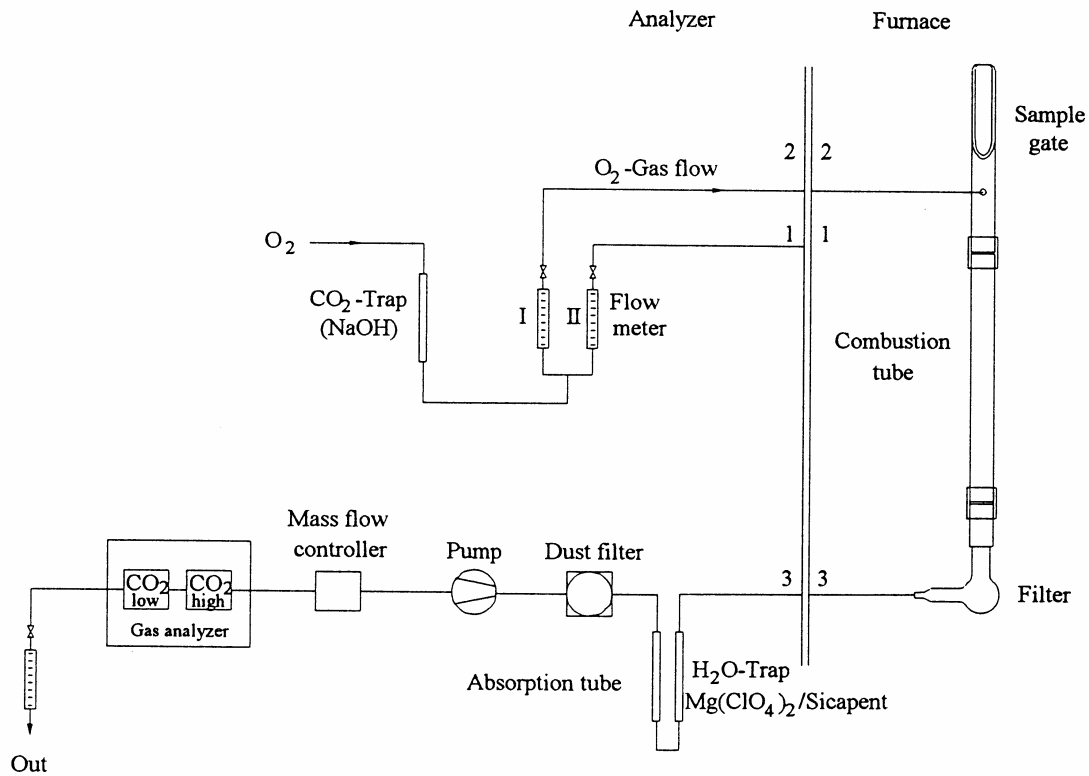 Analyzer
Furnace
Sample
gate
2 2
O₂-Gas flow
1 1
O₂
CO₂-Trap
(NaOH)
I
II
Flow
meter
Combustion
tube
Mass flow
controller
Pump
Dust filter
3 3
CO₂
low
CO₂
high
Gas analyzer
Filter
Absorption tube
H₂O-Trap
Mg(ClO₄)₂/Sicapent
Out